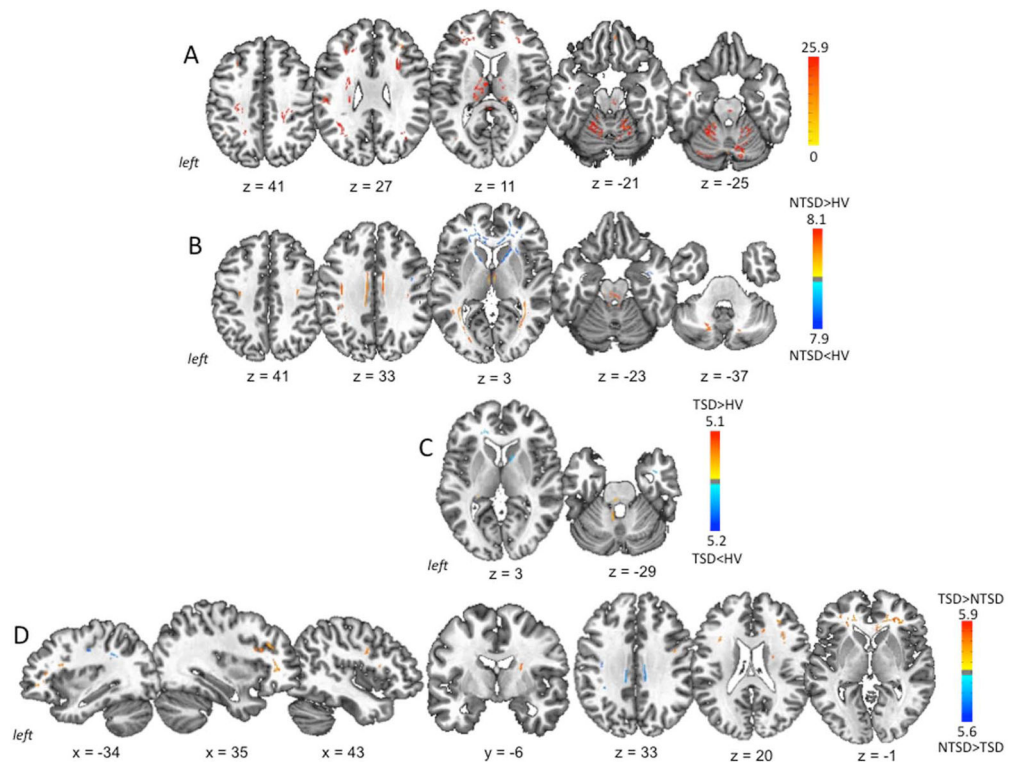 A
25.9
0
left
z = 41
z = 27
z = 11
z = -21
z = -25
B
NTSD>HV
8.1
7.9
NTSD<HV
left
z = 41
z = 33
z = 3
z = -23
z = -37
C
TSD>HV
5.1
5.2
TSD<HV
left
z = 3
z = -29
D
TSD>NTSD
5.9
5.6
NTSD>TSD
left
x = -34
x = 35
x = 43
y = -6
z = 33
z = 20
z = -1